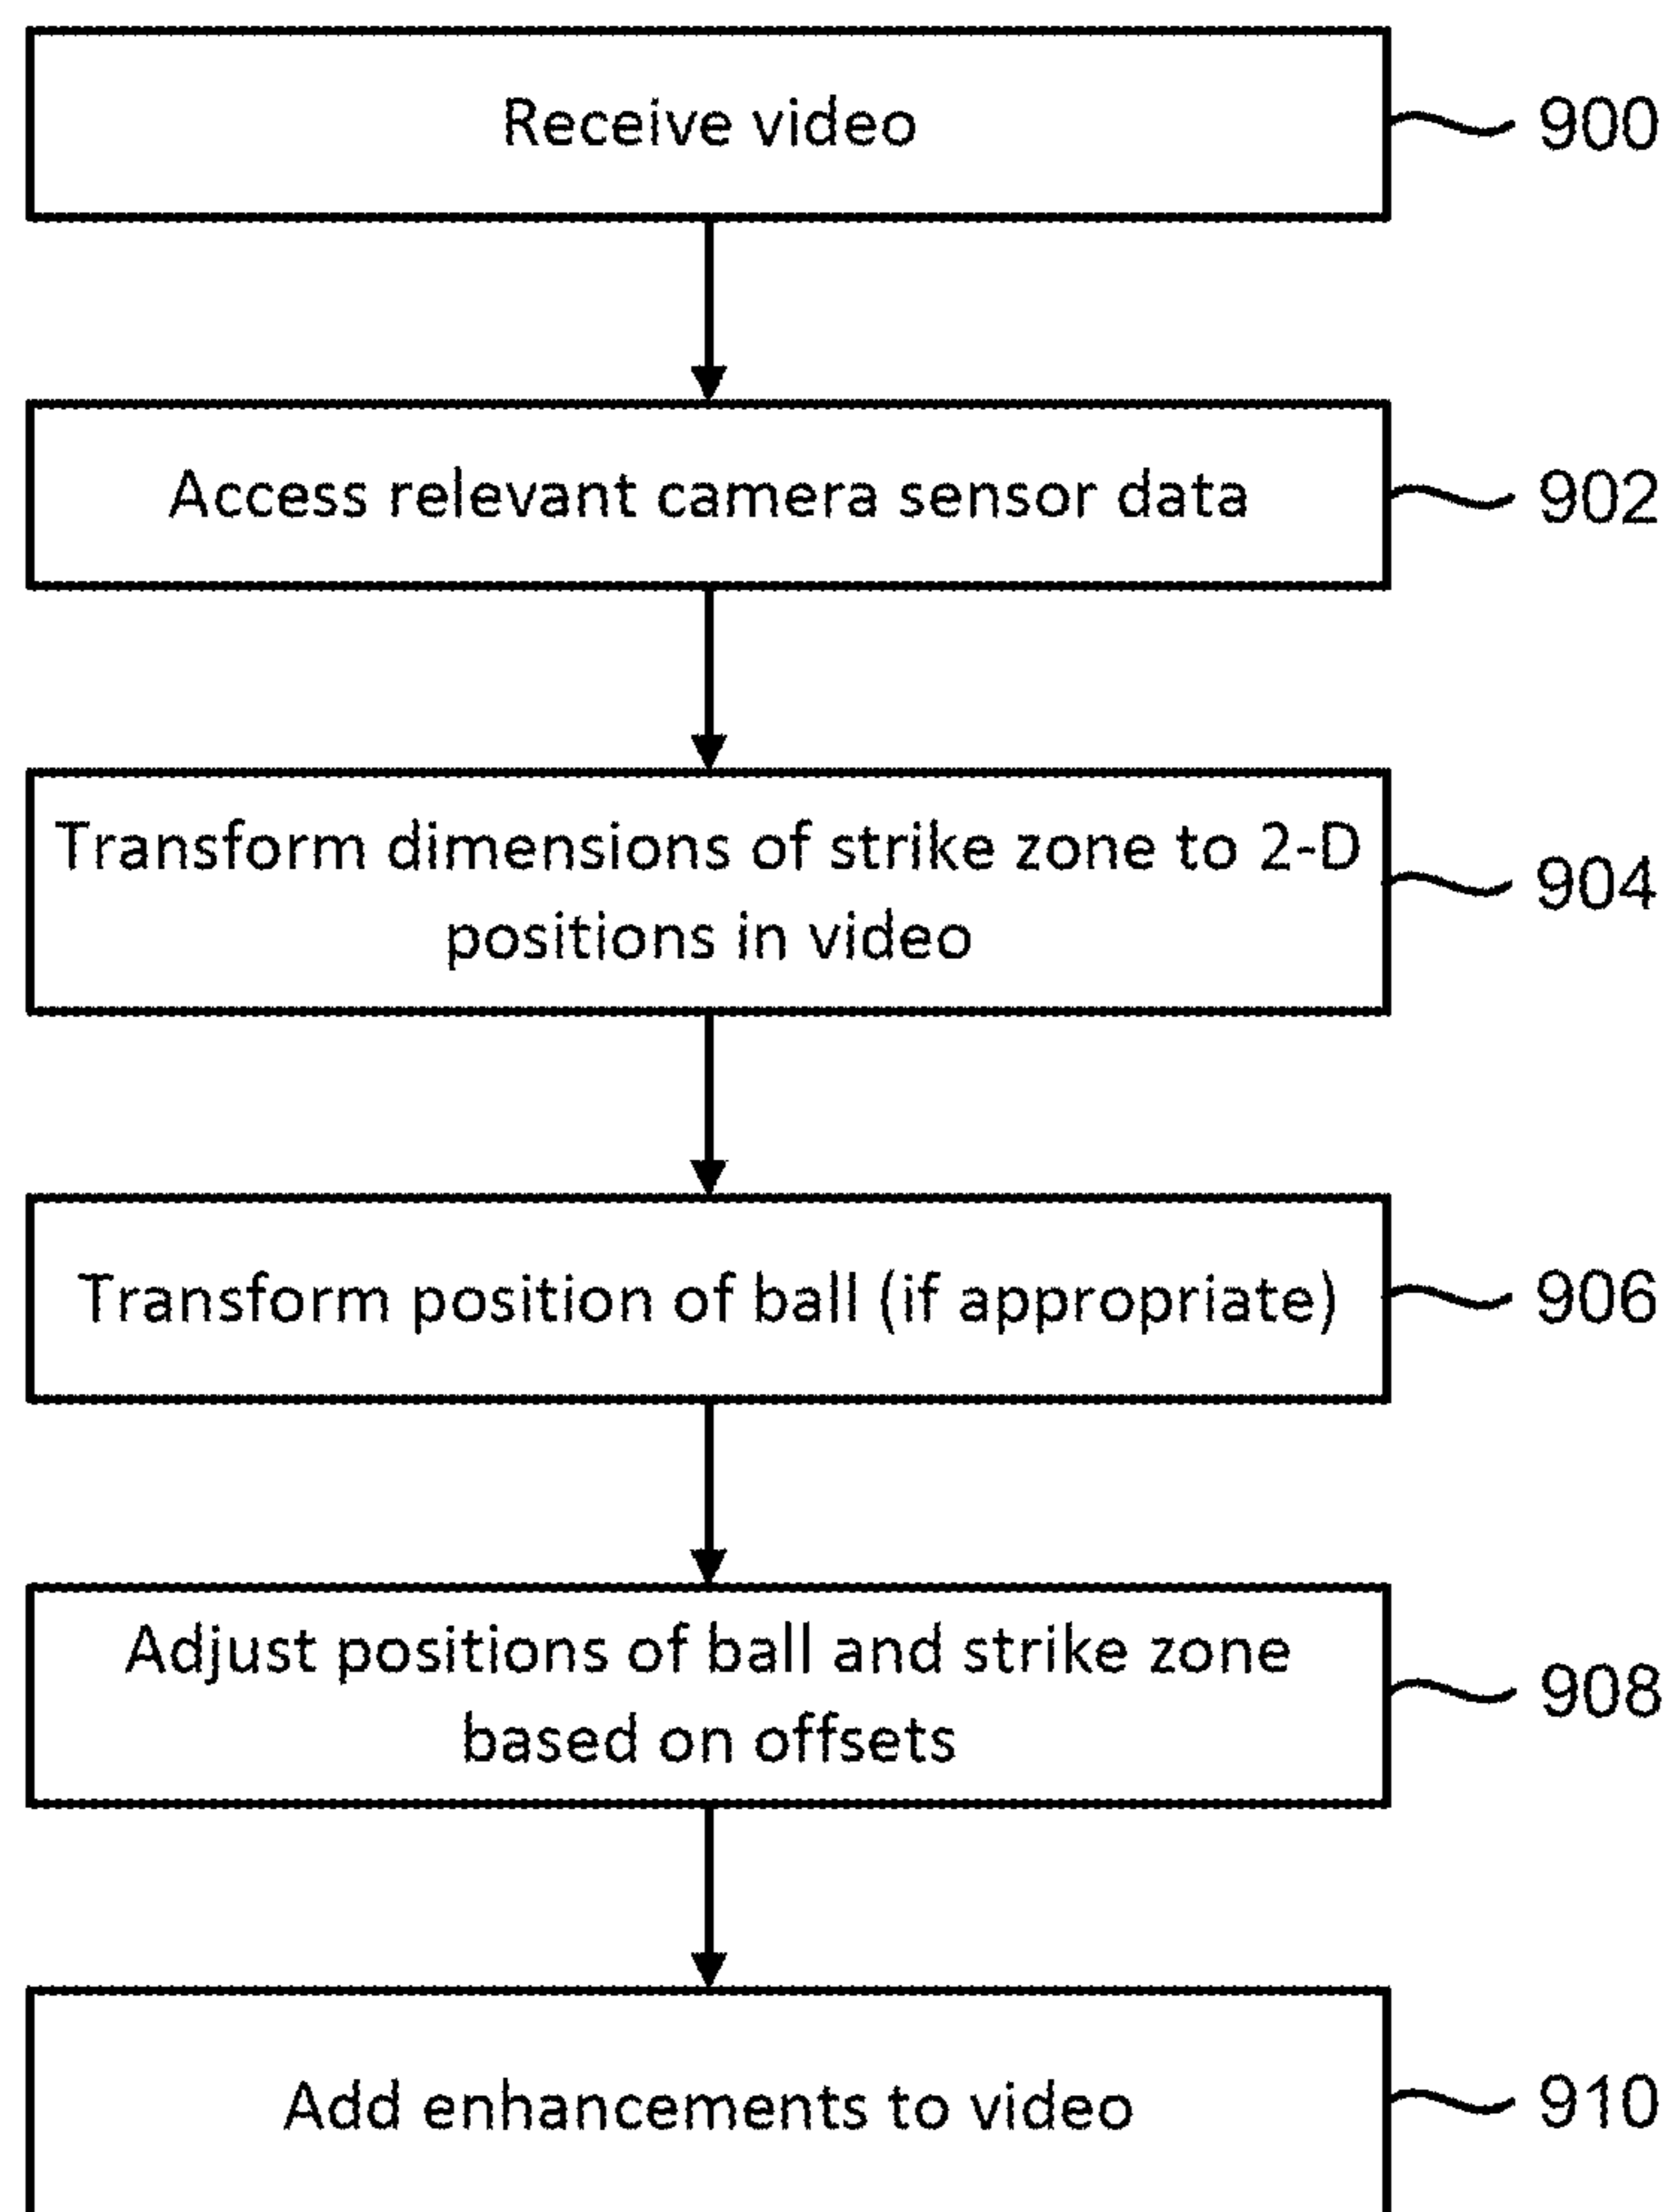 Receive video
900
Access relevant camera sensor data
902
Transform dimensions of strike zone to 2-D
positions in video
904
Transform position of ball (if appropriate)
906
Adjust positions of ball and strike zone
based on offsets
908
Add enhancements to video
910